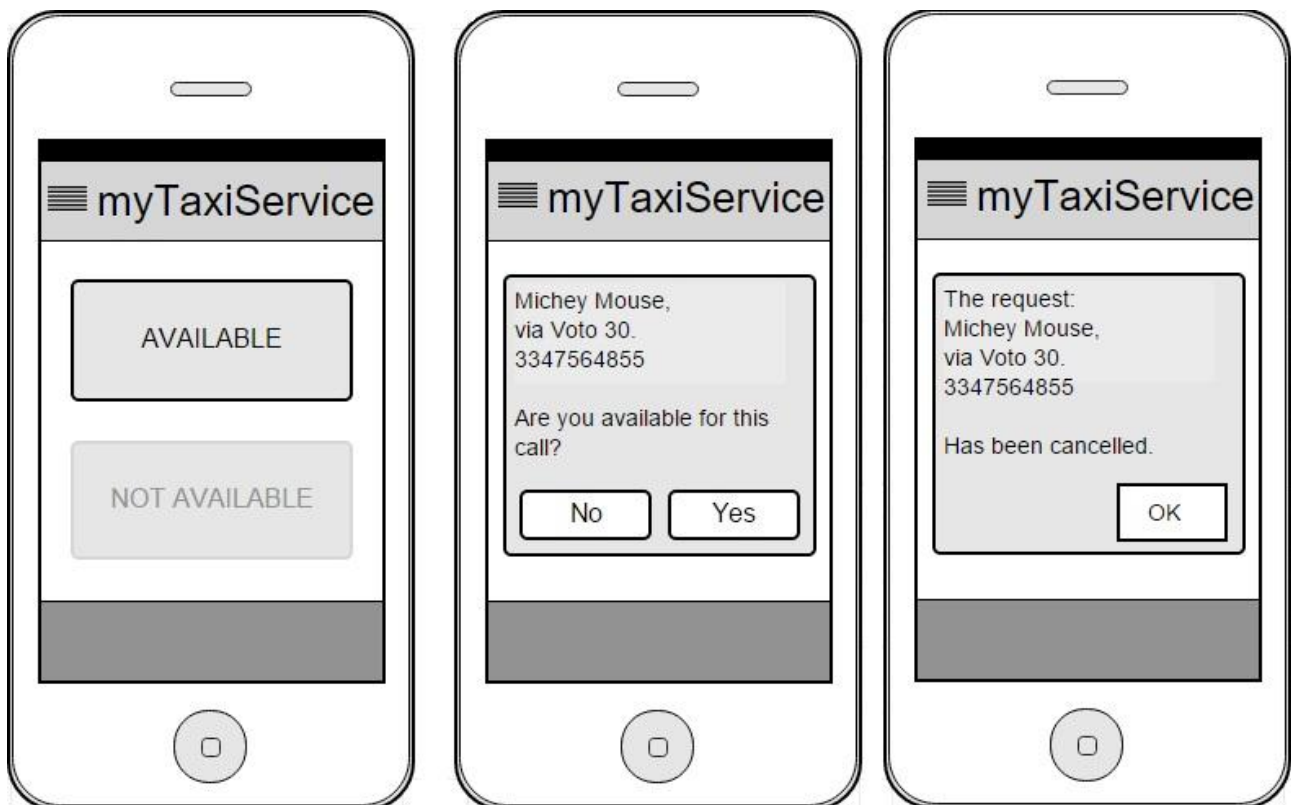 myTaxiService
AVAILABLE
NOT AVAILABLE
myTaxiService
Michey Mouse,
via Voto 30.
3347564855
Are you available for this
call?
No
Yes
myTaxiService
The request:
Michey Mouse,
via Voto 30.
3347564855
Has been cancelled.
OK